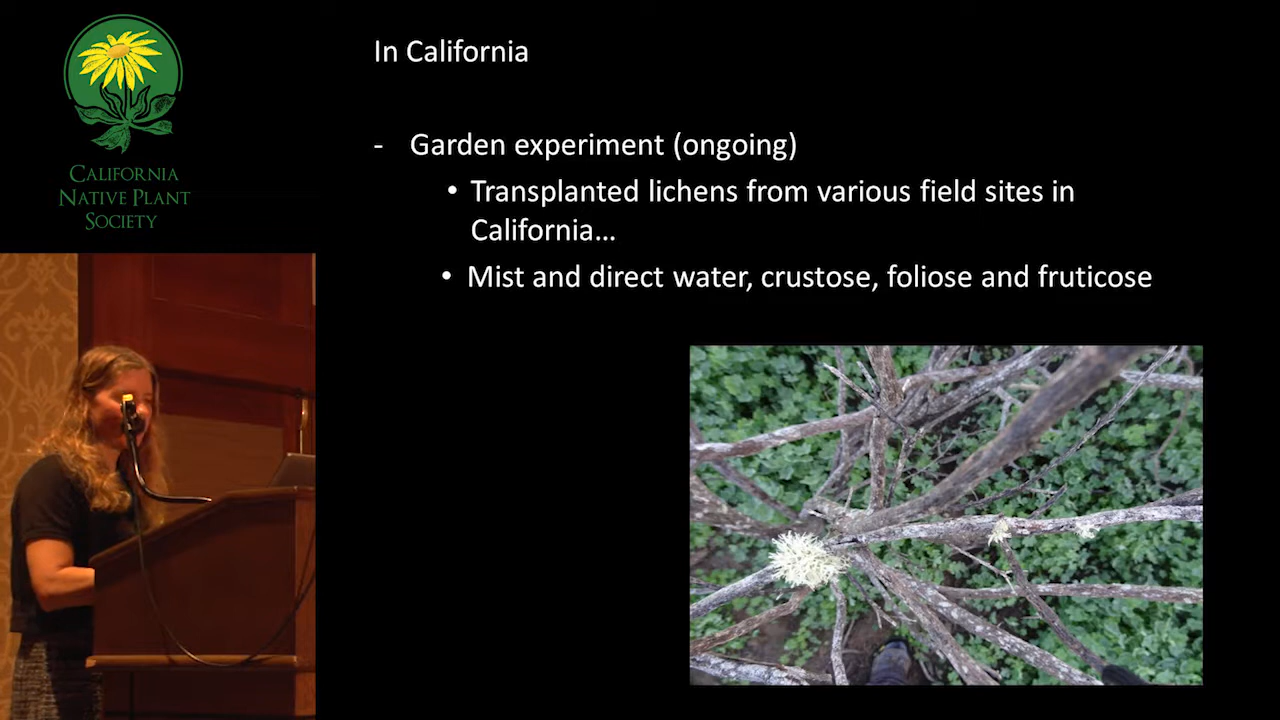 CALIFORNIA
NATIVE PLANT
SOCIETY
In California
- Garden experiment (ongoing)
• Transplanted lichens from various field sites in
California…
• Mist and direct water, crustose, foliose and fruticose